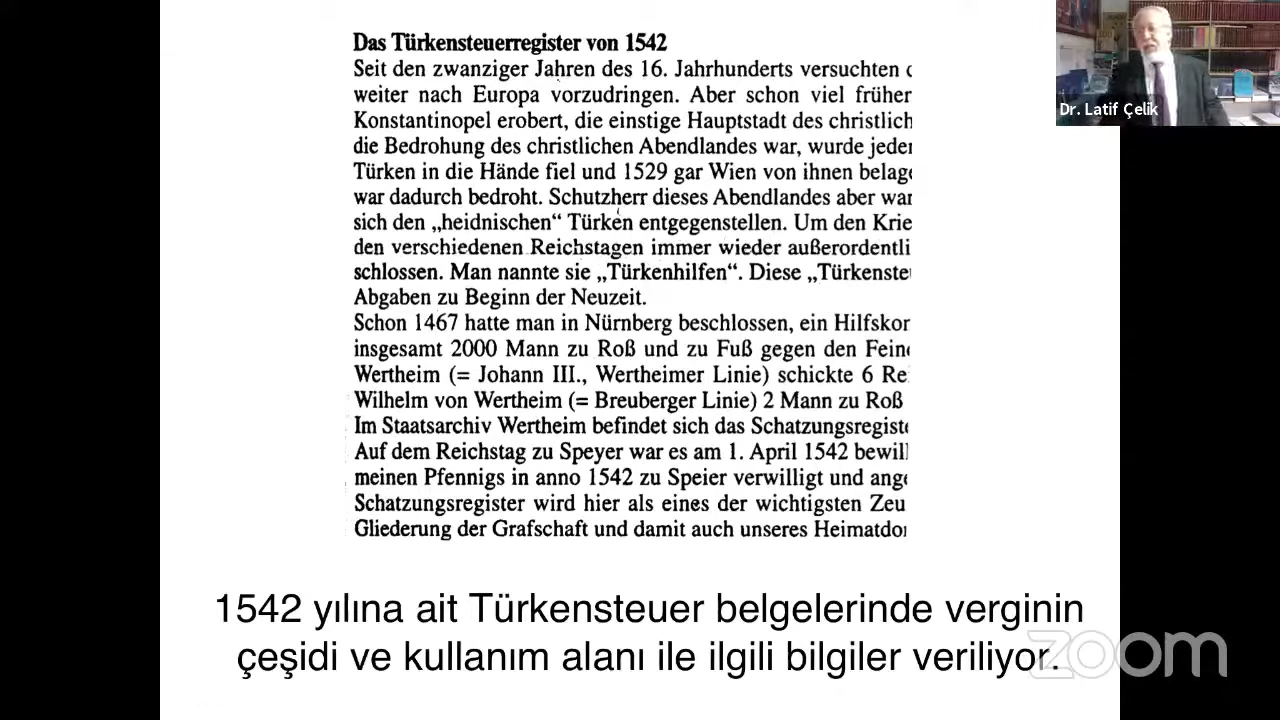 Das Türkensteuerregister von 1542
Seit den zwanziger Jahren des 16. Jahrhunderts versuchten
weiter nach Europa vorzudringen. Aber schon viel früher
Konstantinopel erobert, die einstige Hauptstadt des christlich
die Bedrohung des christlichen Abendlandes war, wurde jeder
Türken in die Hände fiel und 1529 gar Wien von ihnen belag
war dadurch bedroht. Schutzherr dieses Abendlandes aber war
sich den „heidnischen“ Türken entgegenstellen. Um den Krie
den verschiedenen Reichstagen immer wieder außerordentli
schlossen. Man nannte sie „Türkenhilfen“. Diese „Türkenste
Abgaben zu Beginn der Neuzeit.
Schon 1467 hatte man in Nürnberg beschlossen, ein Hilfskor
insgesamt 2000 Mann zu Roß und zu Fuß gegen den Fein
Wertheim (= Johann III., Wertheimer Linie) schickte 6 Re
Wilhelm von Wertheim (= Breuberger Linie) 2 Mann zu Roß
Im Staatsarchiv Wertheim befindet sich das Schatzungsregist
Auf dem Reichstag zu Speyer war es am 1. April 1542 bewil
meinen Pfennigs in anno 1542 zu Speier verwilligt und ang
Schatzungsregister wird hier als eines der wichtigsten Zeu
Gliederung der Grafschaft und damit auch unseres Heimatdo
Dr. Latif Çelik
1542 yılına ait Türkensteuer belgelerinde verginin
çeşidi ve kullanım alanı ile ilgili bilgiler veriliyor.
zoom